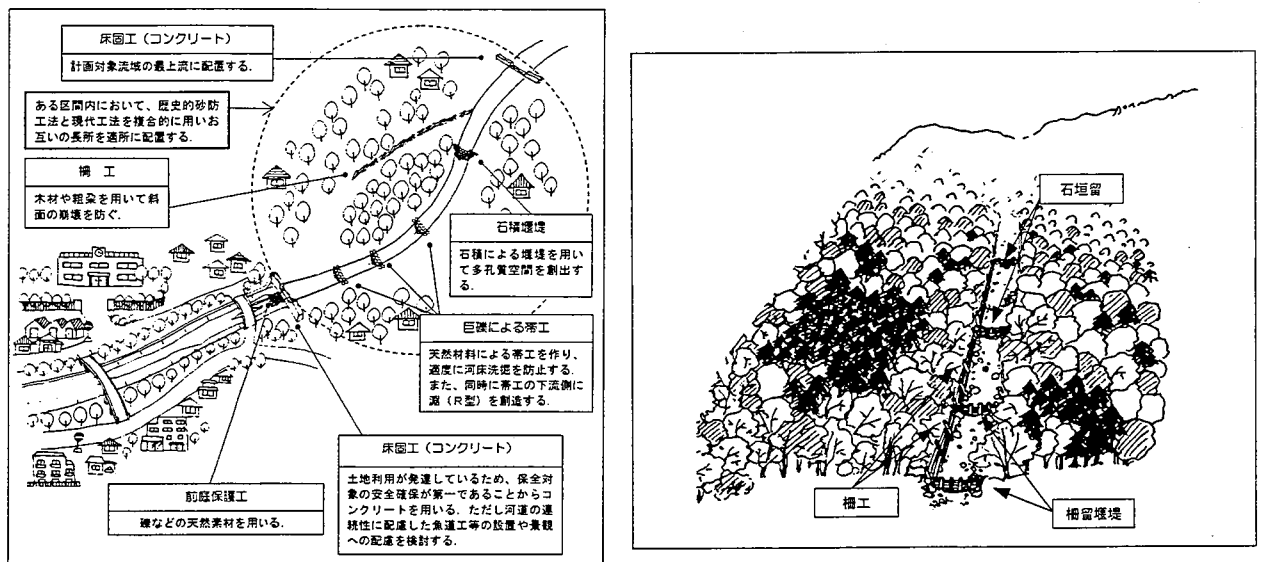 床固工（コンクリート）
計画対象流域の最上流に配置する.
ある区間内において、歴史的砂防
工法と現代工法を複合的に用いお
互いの長所を適所に配置する.
柵　工
木材や粗朶を用いて斜
面の崩壊を防ぐ.
石積堰堤
石積による堰堤を用い
て多孔質空間を創出す
る.
巨礫による帯工
天然材料による帯工を作り、
適度に河床洗掘を防止する.
また、同時に帯工の下流側に
淵（R型）を創造する.
床固工（コンクリート）
土地利用が発達しているため、保全対
象の安全確保が第一であることからコ
ンクリートを用いる. ただし河道の連
続性に配慮した魚道工等の設置や景観
への配慮を検討する.
前庭保護工
礫などの天然素材を用いる.
石垣留
柵工
柵留堰堤